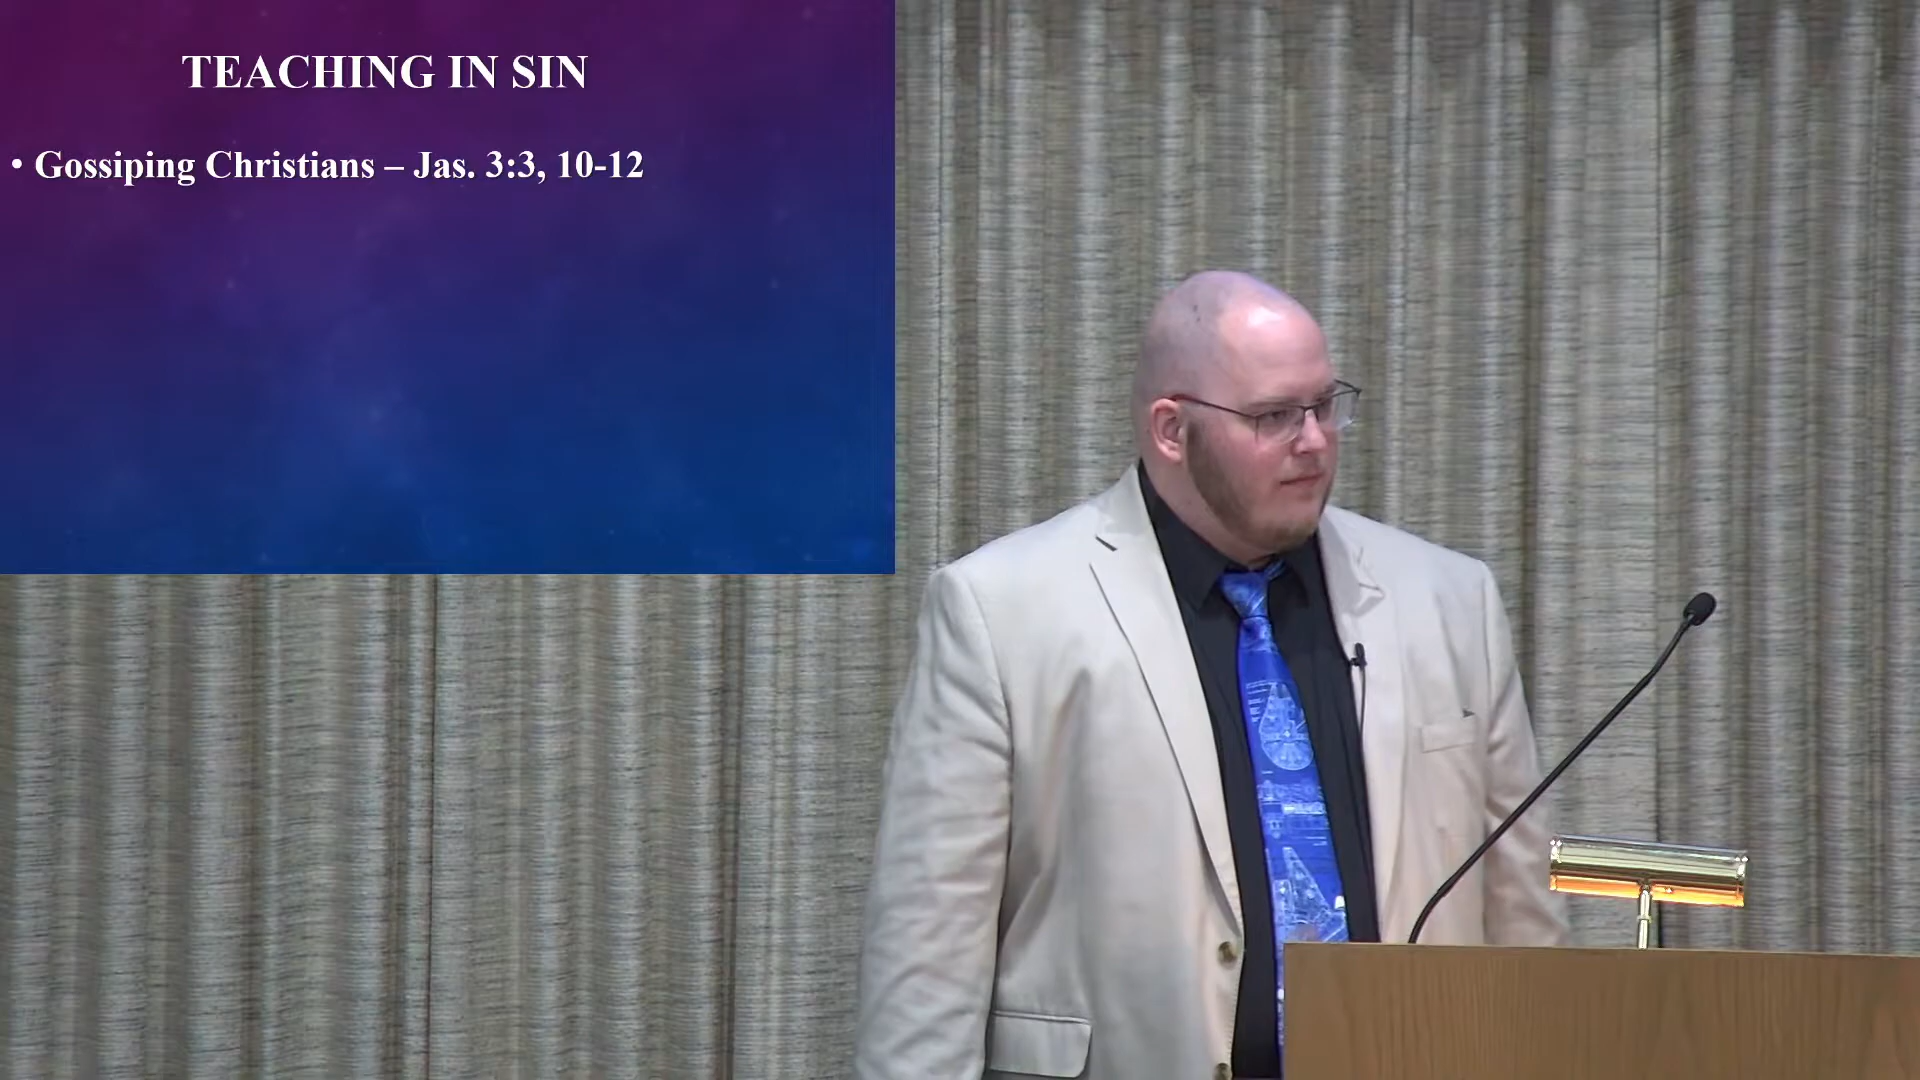 TEACHING IN SIN
• Gossiping Christians – Jas. 3:3, 10-12